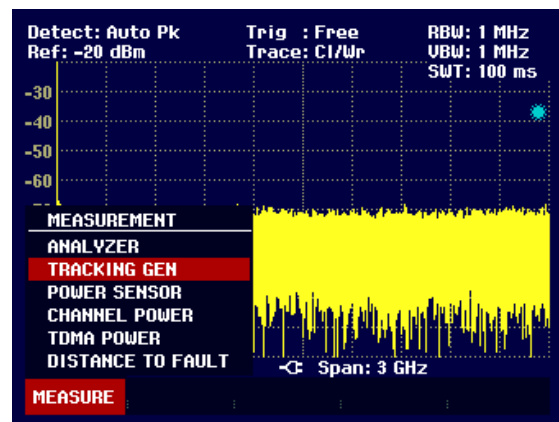 Detect: Auto Pk Trig : Free RBW: 1 MHz
Ref: -20 dBm Trace: Cl/Wr VBW: 1 MHz
SWT: 100 ms
-30
-40
-50
-60
MEASUREMENT
ANALYZER
TRACKING GEN
POWER SENSOR
CHANNEL POWER
TDMA POWER
DISTANCE TO FAULT
Span: 3 GHz
MEASURE